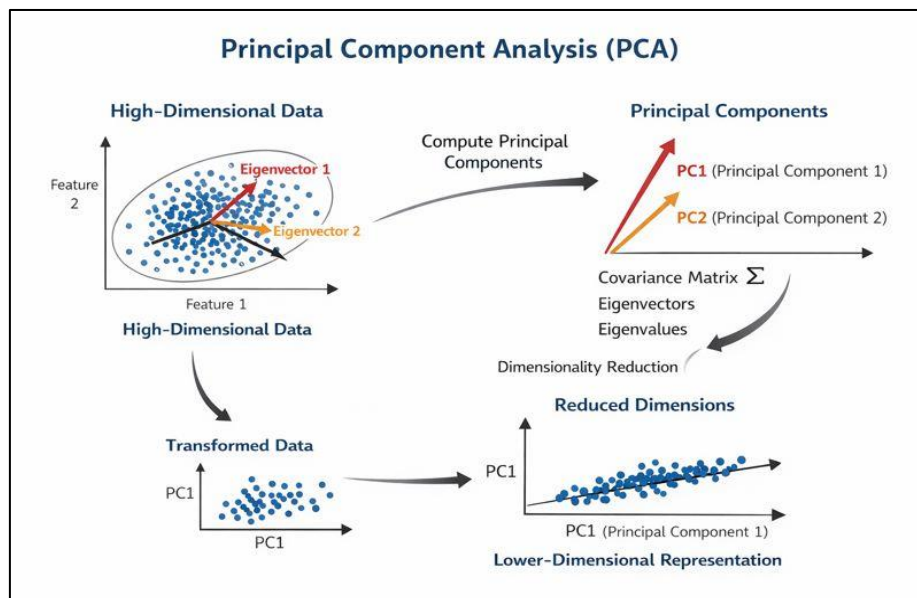 Principal Component Analysis (PCA)
High-Dimensional Data
Feature
2
Eigenvector 1
Eigenvector 2
Feature 1
High-Dimensional Data
Compute Principal
Components
Principal Components
PC1 (Principal Component 1)
PC2 (Principal Component 2)
Covariance Matrix Σ
Eigenvectors
Eigenvalues
Dimensionality Reduction
Transformed Data
PC1
PC1
Reduced Dimensions
PC1
PC1 (Principal Component 1)
Lower-Dimensional Representation